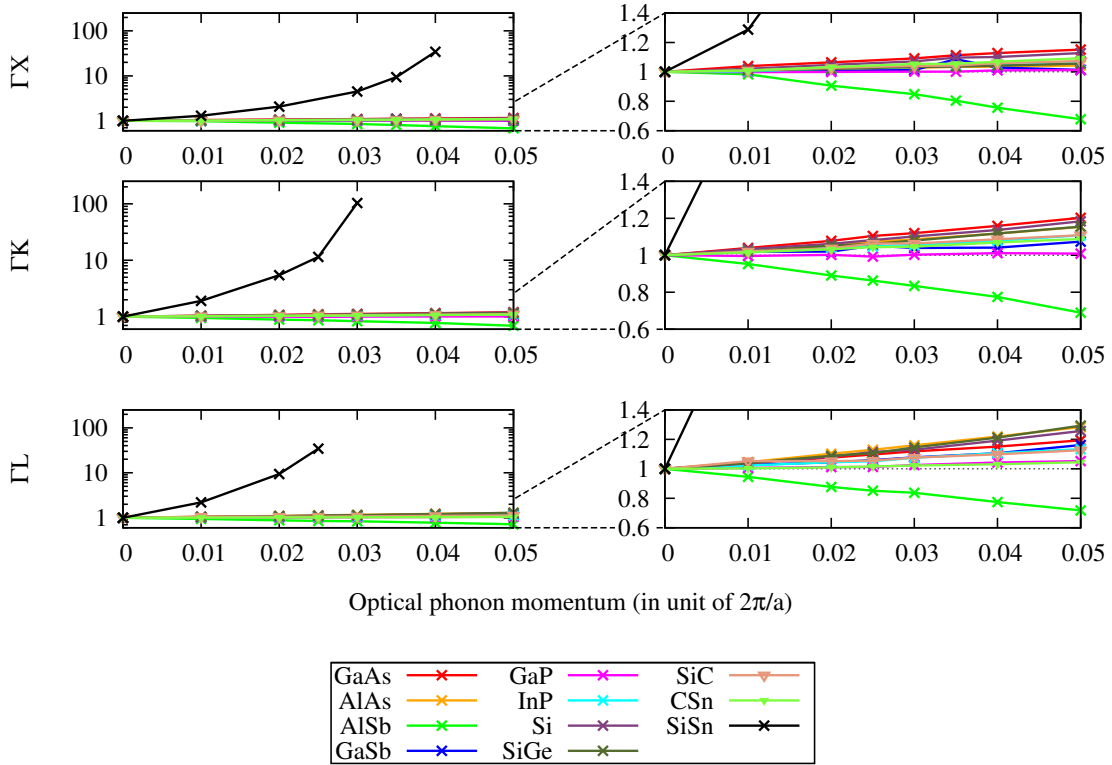 ΓX
100
10
1
0 0.01 0.02 0.03 0.04 0.05
1.4
1.2
1
0.8
0.6
0 0.01 0.02 0.03 0.04 0.05
ΓK
100
10
1
0 0.01 0.02 0.03 0.04 0.05
1.4
1.2
1
0.8
0.6
0 0.01 0.02 0.03 0.04 0.05
ΓL
100
10
1
0 0.01 0.02 0.03 0.04 0.05
1.4
1.2
1
0.8
0.6
0 0.01 0.02 0.03 0.04 0.05
Optical phonon momentum (in unit of 2π/a)
GaAs GaP SiC
AlAs InP CSn
AlSb Si SiSn
GaSb SiGe